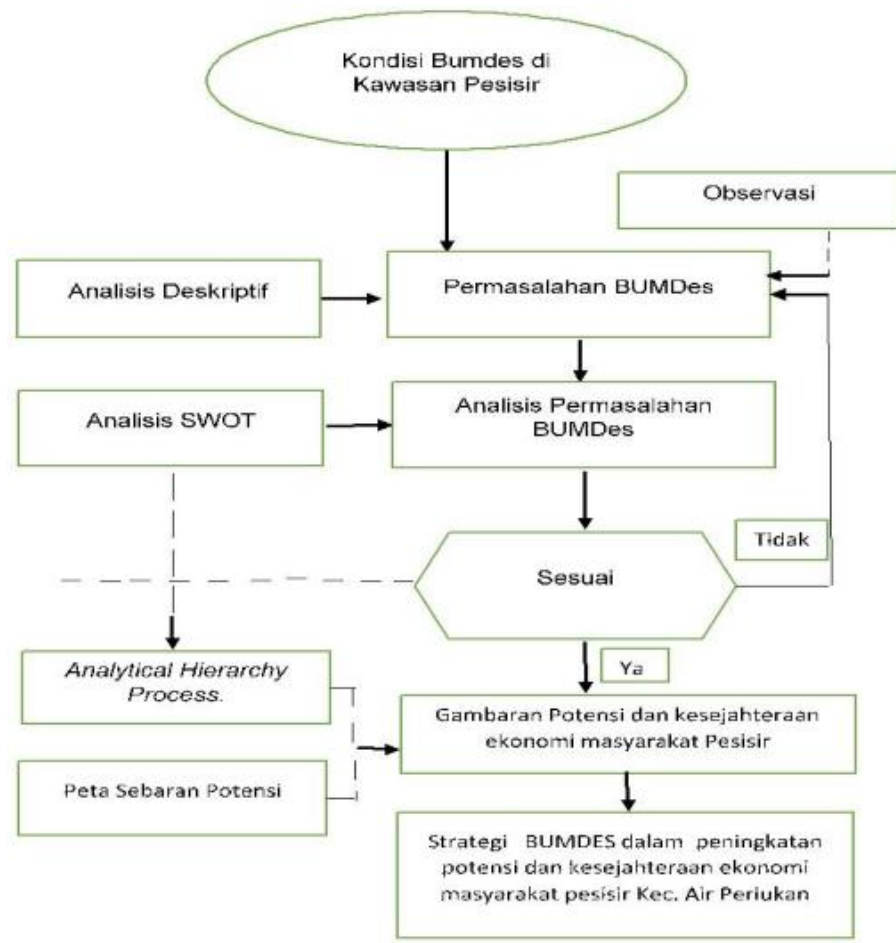 Kondisi Bumdes di
Kawasan Pesisir
Observasi
Analisis Deskriptif
Permasalahan BUMDes
Analisis SWOT
Analisis Permasalahan
BUMDes
Tidak
Sesuai
Ya
Analytical Hierarchy
Process.
Gambaran Potensi dan kesejahteraan
ekonomi masyarakat Pesisir
Peta Sebaran Potensi
Strategi BUMDES dalam peningkatan
potensi dan kesejahteraan ekonomi
masyarakat pesisir Kec. Air Periukan